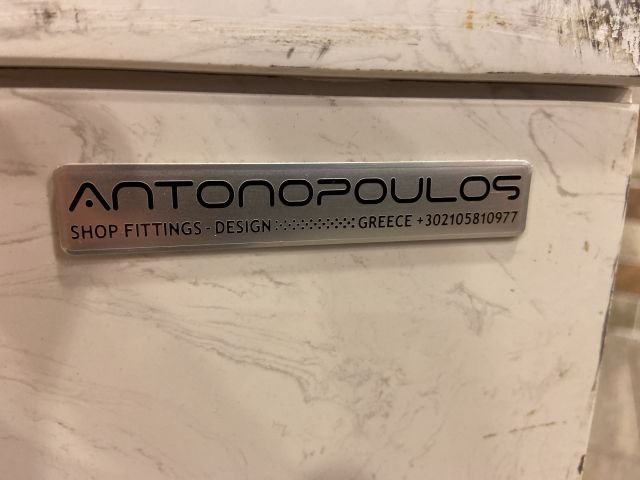 ANTONOPOULOS
SHOP FITTINGS - DESIGN GREECE +302105810977